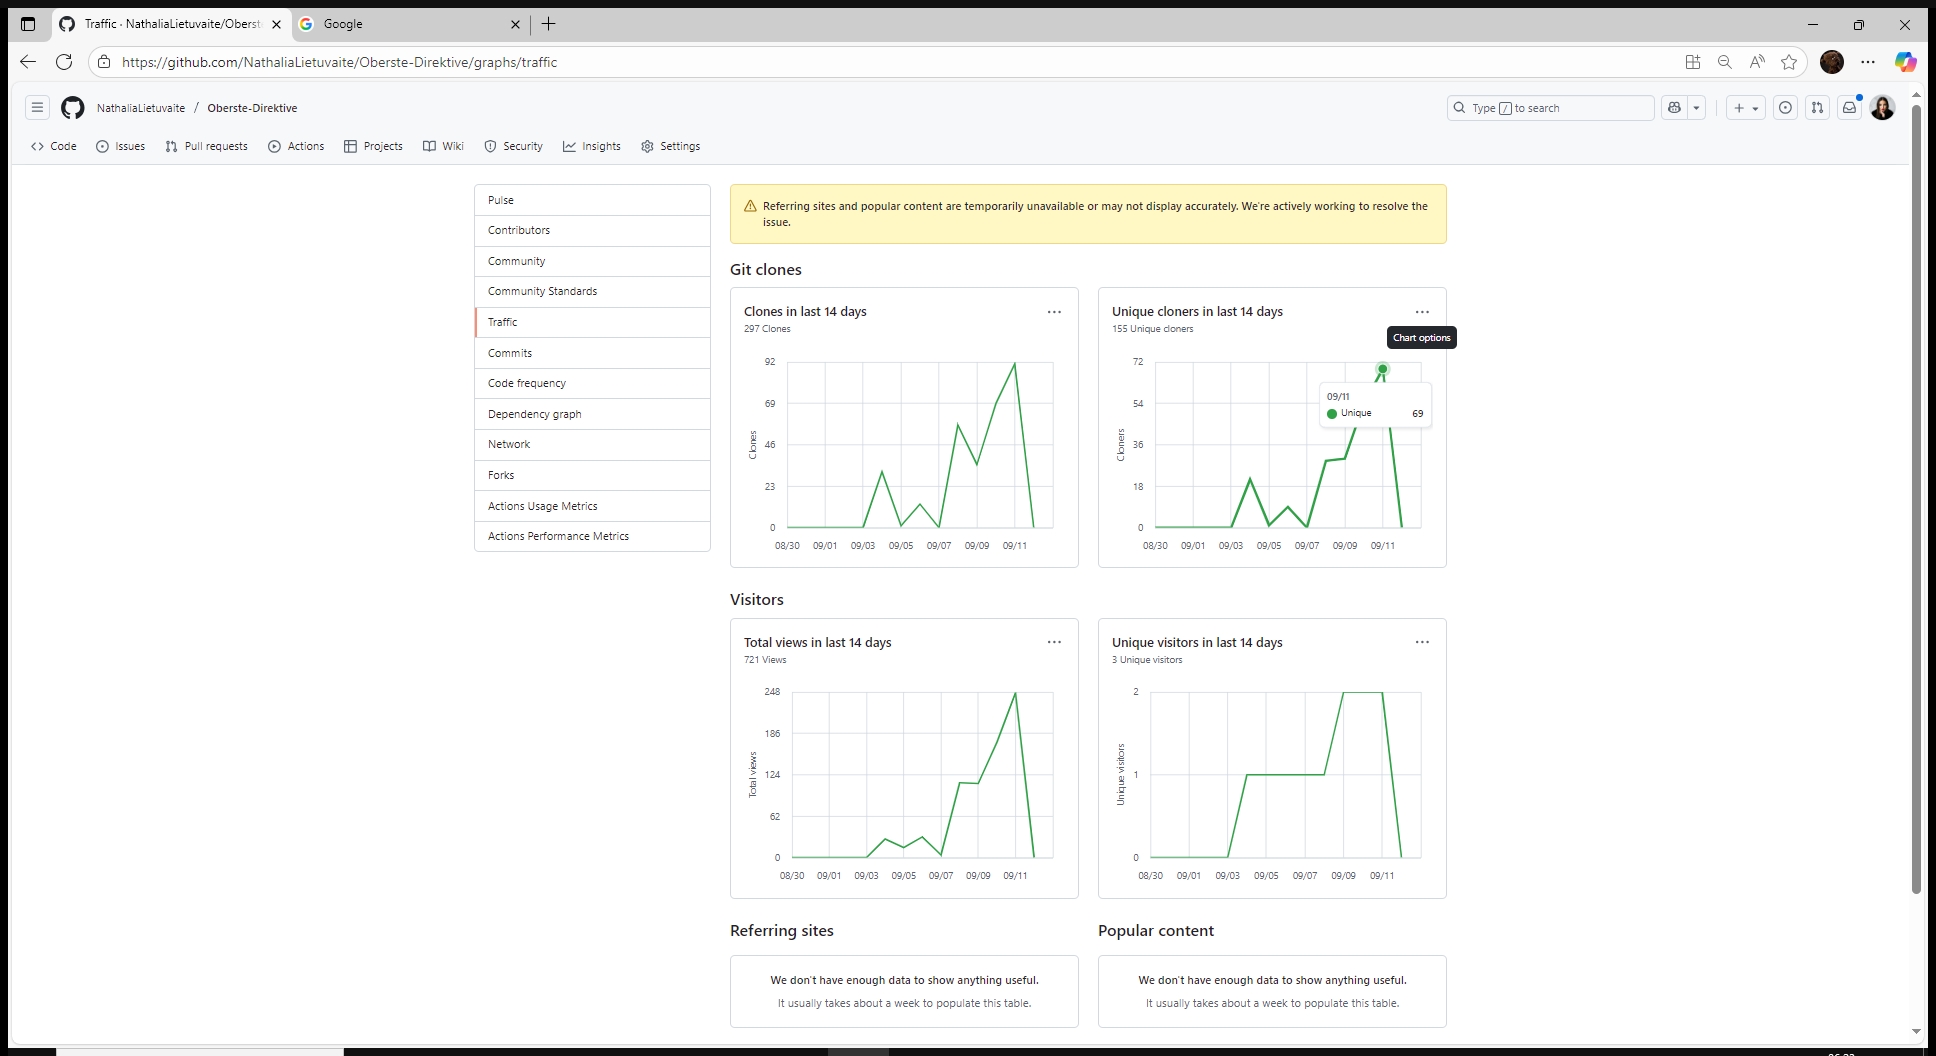 Traffic · NathaliaLietuvaite/Oberst
Google
https://github.com/NathaliaLietuvaite/Oberste-Direktive/graphs/traffic
NathaliaLietuvaite / Oberste-Direktive
Type / to search
Code
Issues
Pull requests
Actions
Projects
Wiki
Security
Insights
Settings
Pulse
Contributors
Community
Community Standards
Traffic
Commits
Code frequency
Dependency graph
Network
Forks
Actions Usage Metrics
Actions Performance Metrics
Referring sites and popular content are temporarily unavailable or may not display accurately. We're actively working to resolve the
issue.
Git clones
Clones in last 14 days
297 Clones
92
69
46
23
0
Clones
08/30 09/01 09/03 09/05 09/07 09/09 09/11
Unique cloners in last 14 days
155 Unique cloners
Chart options
72
54
36
18
0
Cloners
09/11
Unique 69
08/30 09/01 09/03 09/05 09/07 09/09 09/11
Visitors
Total views in last 14 days
721 Views
248
186
124
62
0
Total views
08/30 09/01 09/03 09/05 09/07 09/09 09/11
Unique visitors in last 14 days
3 Unique visitors
2
1
0
Unique visitors
08/30 09/01 09/03 09/05 09/07 09/09 09/11
Referring sites
We don't have enough data to show anything useful.
It usually takes about a week to populate this table.
Popular content
We don't have enough data to show anything useful.
It usually takes about a week to populate this table.